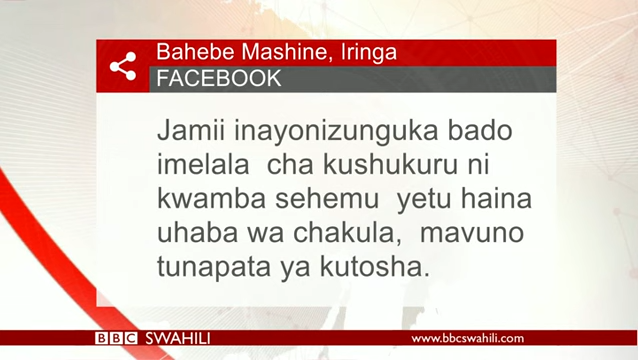 Bahebe Mashine, Iringa
FACEBOOK
Jamii inayonizunguka bado
imelala cha kushukuru ni
kwamba sehemu yetu haina
uhaba wa chakula, mavuno
tunapata ya kutosha.
BBC SWAHILI
www.bbcswahili.com